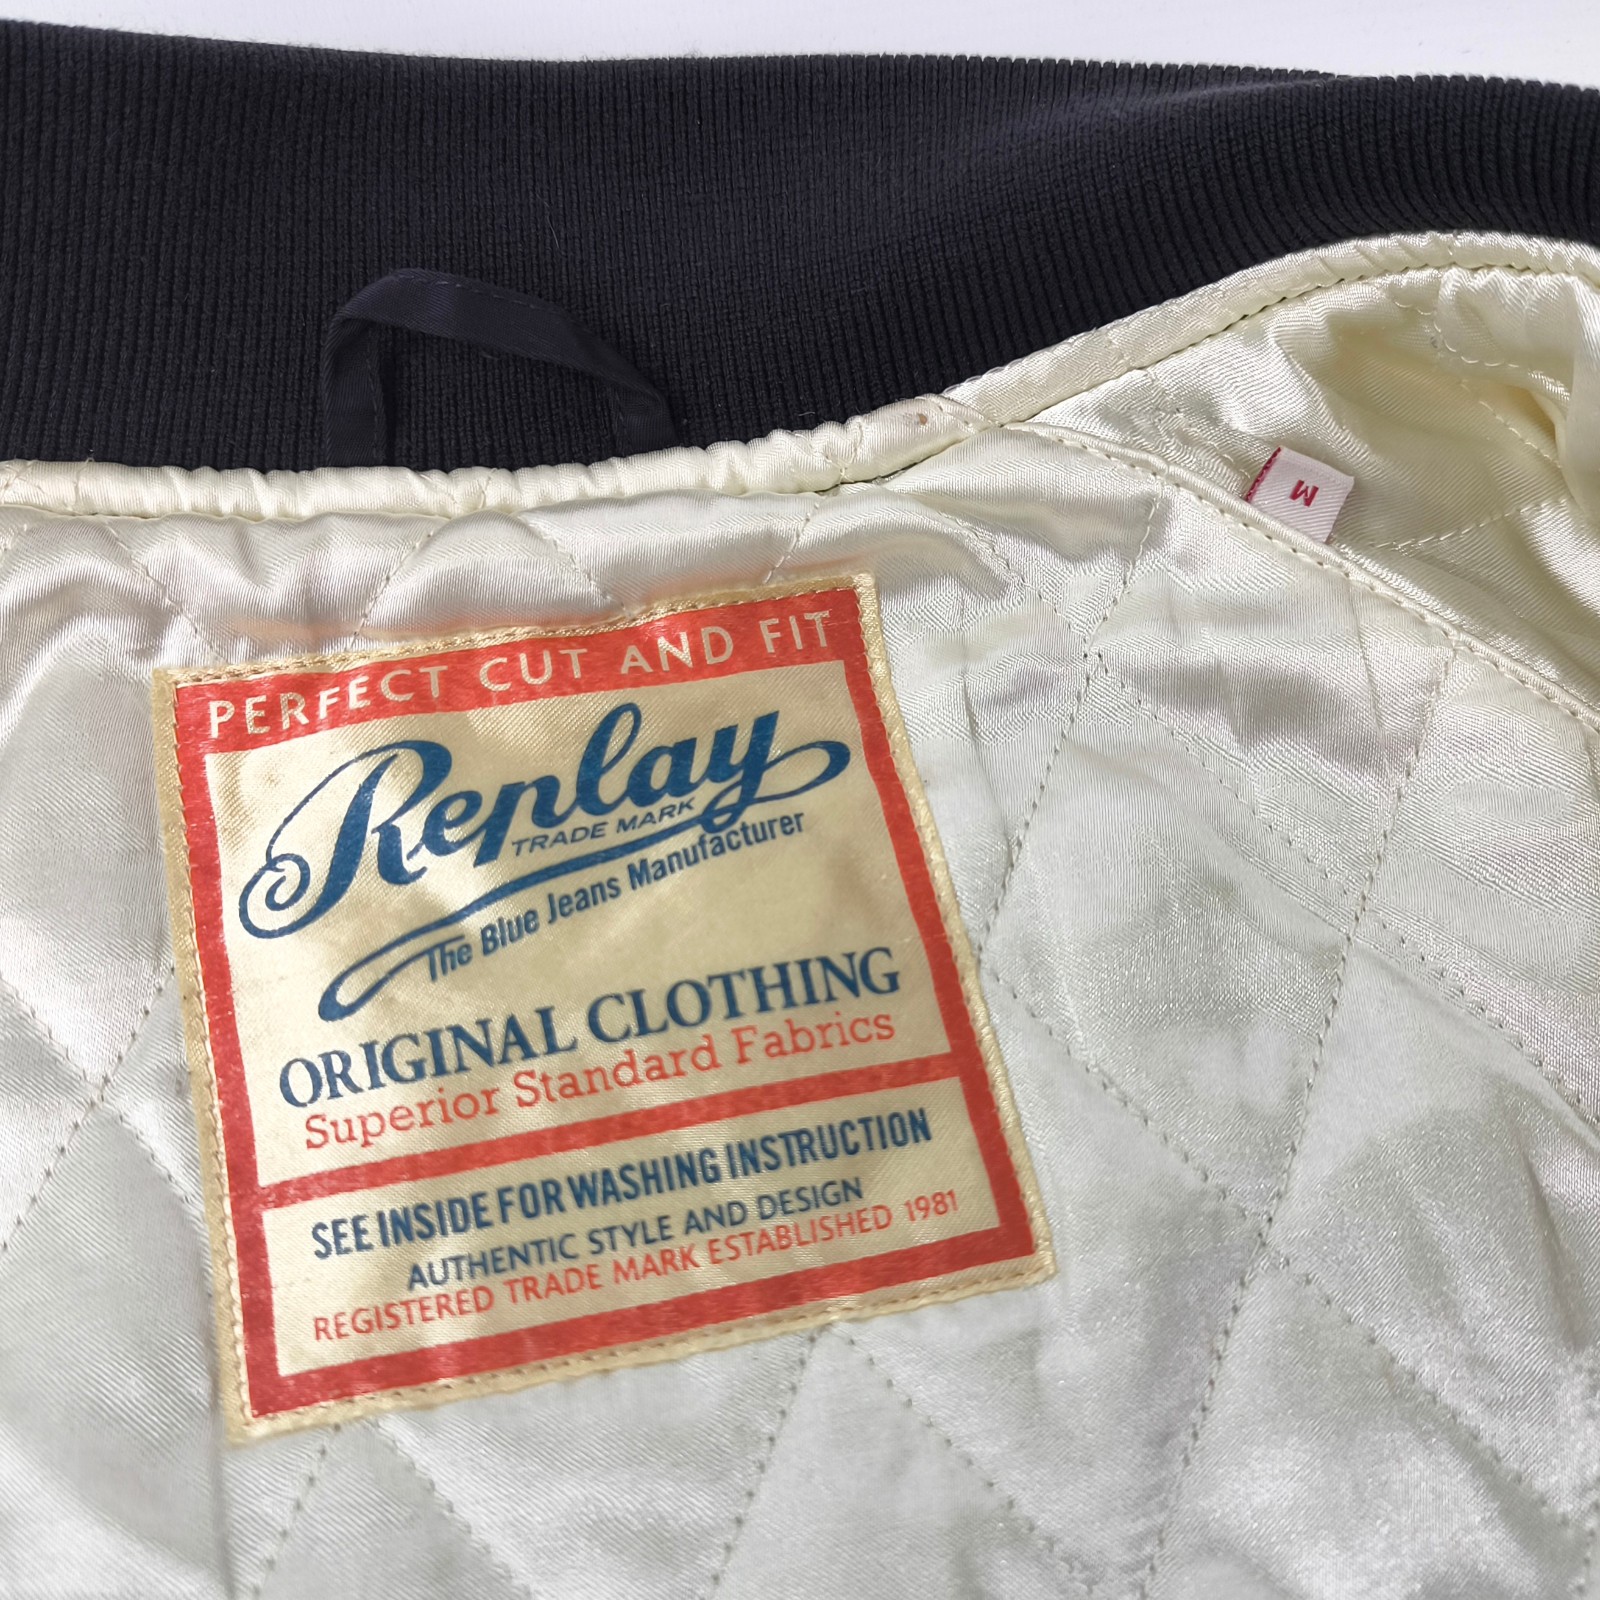 M
PERFECT CUT AND FIT
Replay
TRADE MARK
The Blue Jeans Manufacturer
ORIGINAL CLOTHING
Superior Standard Fabrics
SEE INSIDE FOR WASHING INSTRUCTION
AUTHENTIC STYLE AND DESIGN
REGISTERED TRADE MARK ESTABLISHED 1981